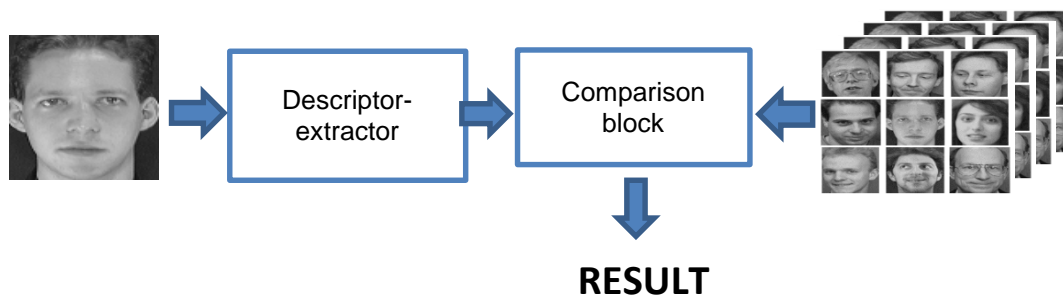 Descriptor-
extractor
Comparison
block
RESULT